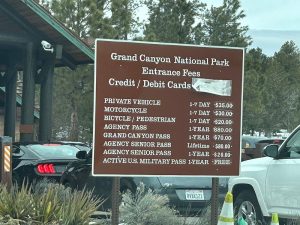 Grand Canyon National Park
Entrance Fees
Credit / Debit Cards
PRIVATE VEHICLE 1-7 DAY $35.00
MOTORCYCLE 1-7 DAY $30.00
BICYCLE / PEDESTRIAN 1-7 DAY $20.00
AGENCY PASS 1-YEAR $80.00
GRAND CANYON PASS 1-YEAR $70.00
AGENCY SENIOR PASS Lifetime $80.00
AGENCY SENIOR PASS 1-YEAR $20.00
ACTIVE U.S. MILITARY PASS 1-YEAR FREE